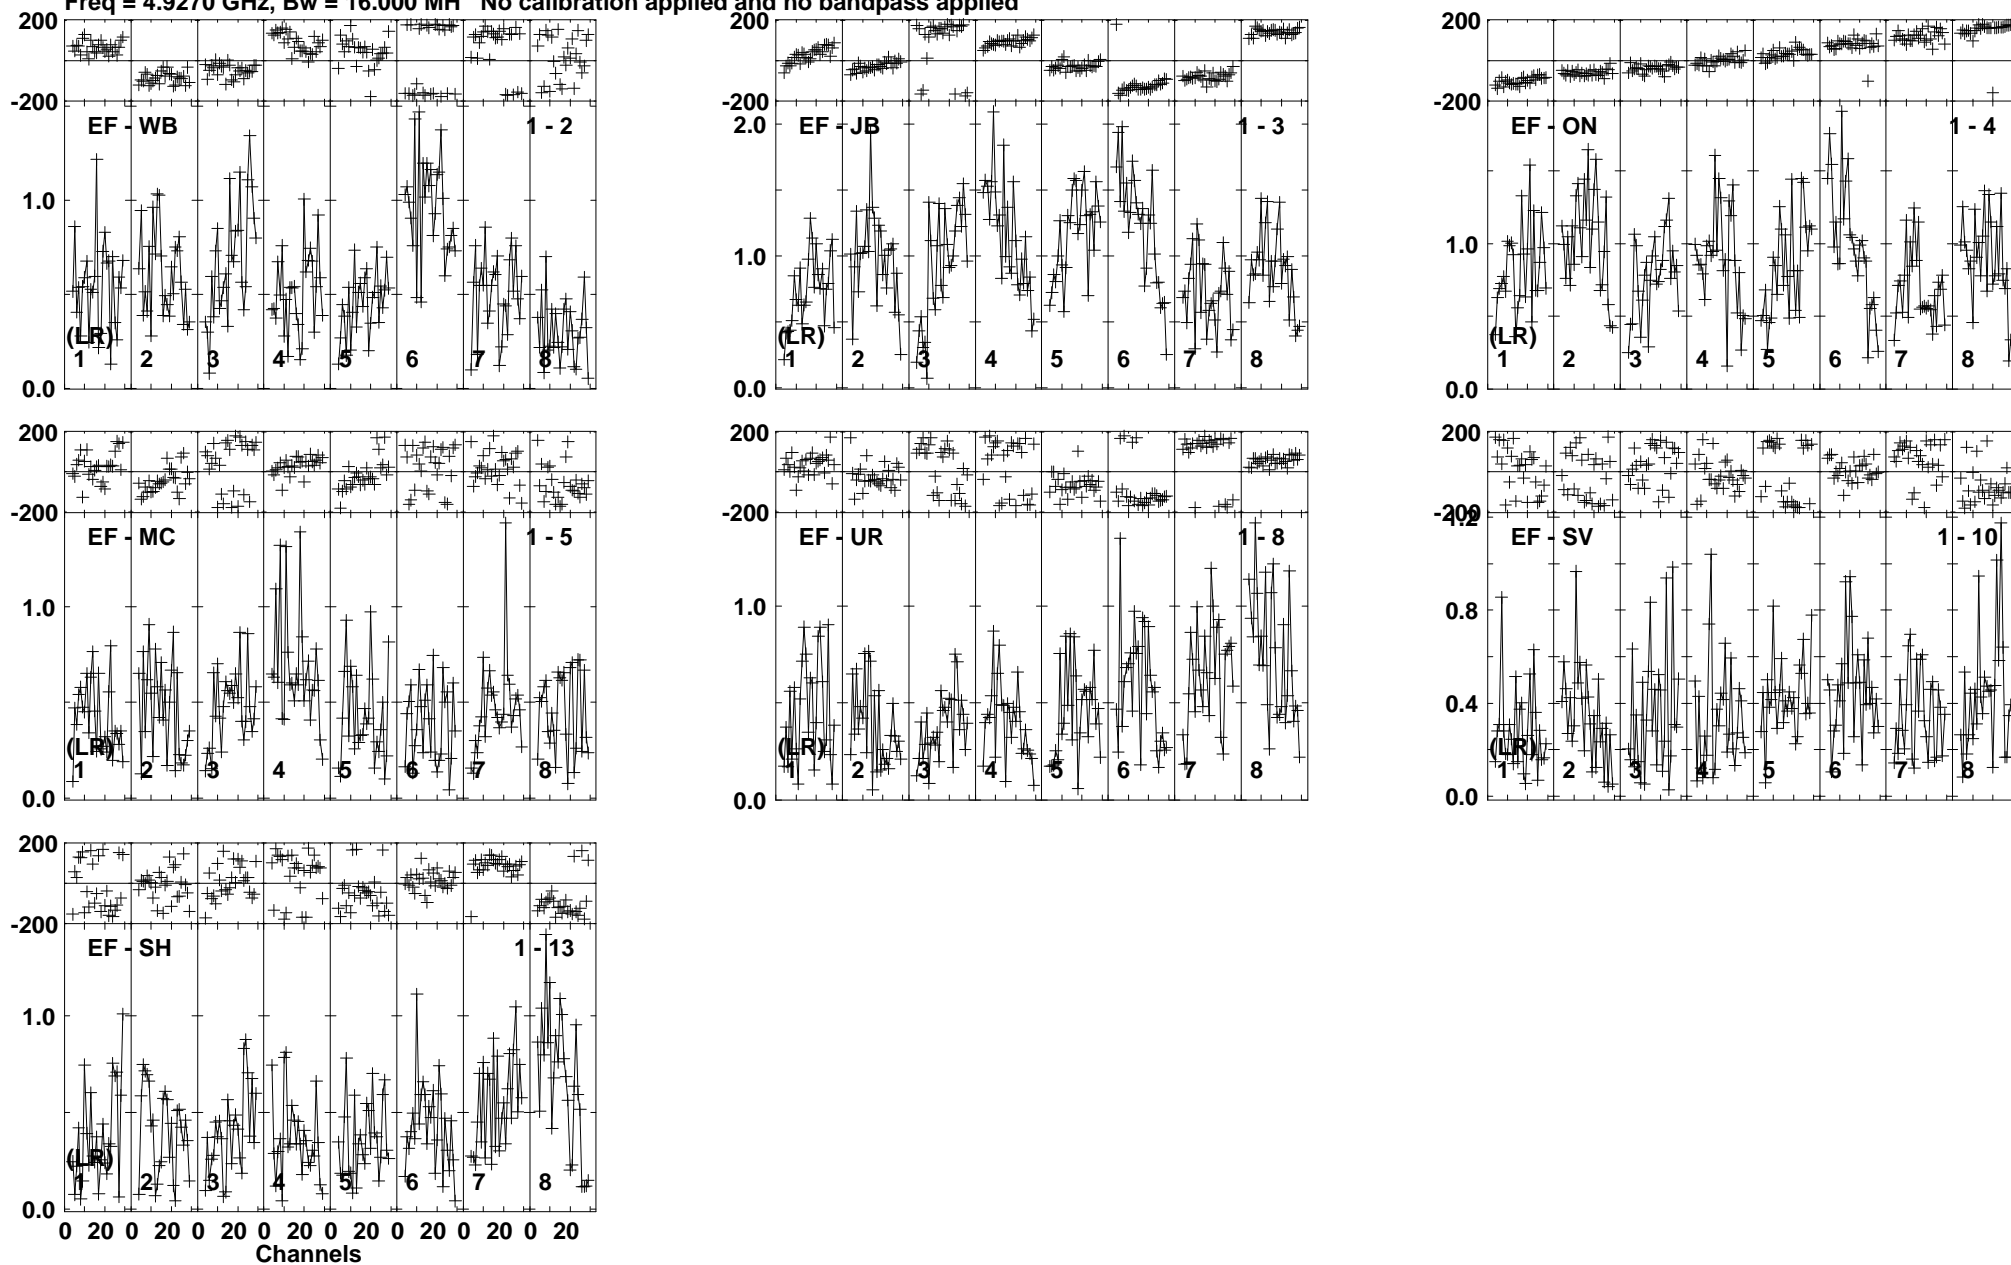 Freq = 4.9270 GHz, Bw = 16.000 MH No calibration applied and no bandpass applied
200 200 200
-200 -200 -200
EF - WB 1 - 2 EF - JB 1 - 3 EF - ON 1 - 4
2.0
1.0 1.0 1.0
(LR) (LR) (LR)
1 2 3 4 5 6 7 8 1 2 3 4 5 6 7 8 1 2 3 4 5 6 7 8
0.0 0.0 0.0
200 200 200
-200 -200 -200
1.2
EF - MC 1 - 5 EF - UR 1 - 8 EF - SV 1 - 10
1.0 1.0 0.8
0.4
(LR) (LR) (LR)
1 2 3 4 5 6 7 8 1 2 3 4 5 6 7 8 1 2 3 4 5 6 7 8
0.0 0.0 0.0
200
-200
EF - SH 1 - 13
1.0
(LR)
1 2 3 4 5 6 7 8
0.0
0 20 0 20 0 20 0 20 0 20 0 20 0 20 0 20
Channels